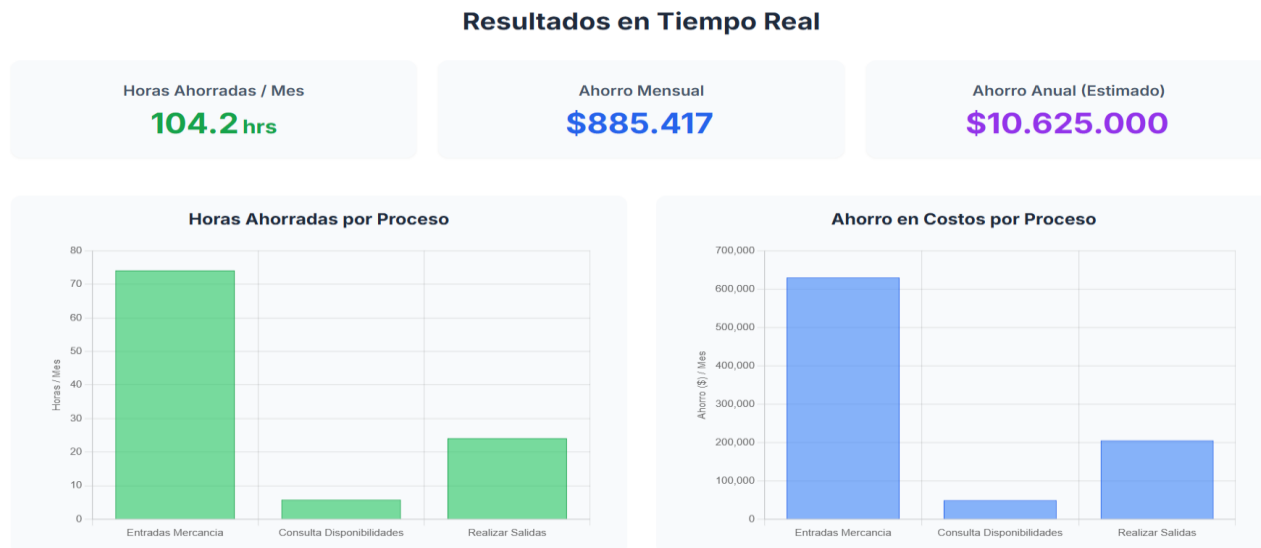 Resultados en Tiempo Real
Horas Ahorradas / Mes
104.2 hrs
Ahorro Mensual
$885.417
Ahorro Anual (Estimado)
$10.625.000
Horas Ahorradas por Proceso
80
70
60
50
40
30
20
10
0
Horas / Mes
Entradas Mercancia
Consulta Disponibilidades
Realizar Salidas
Ahorro en Costos por Proceso
700,000
600,000
500,000
400,000
300,000
200,000
100,000
0
Ahorro ($) / Mes
Entradas Mercancia
Consulta Disponibilidades
Realizar Salidas